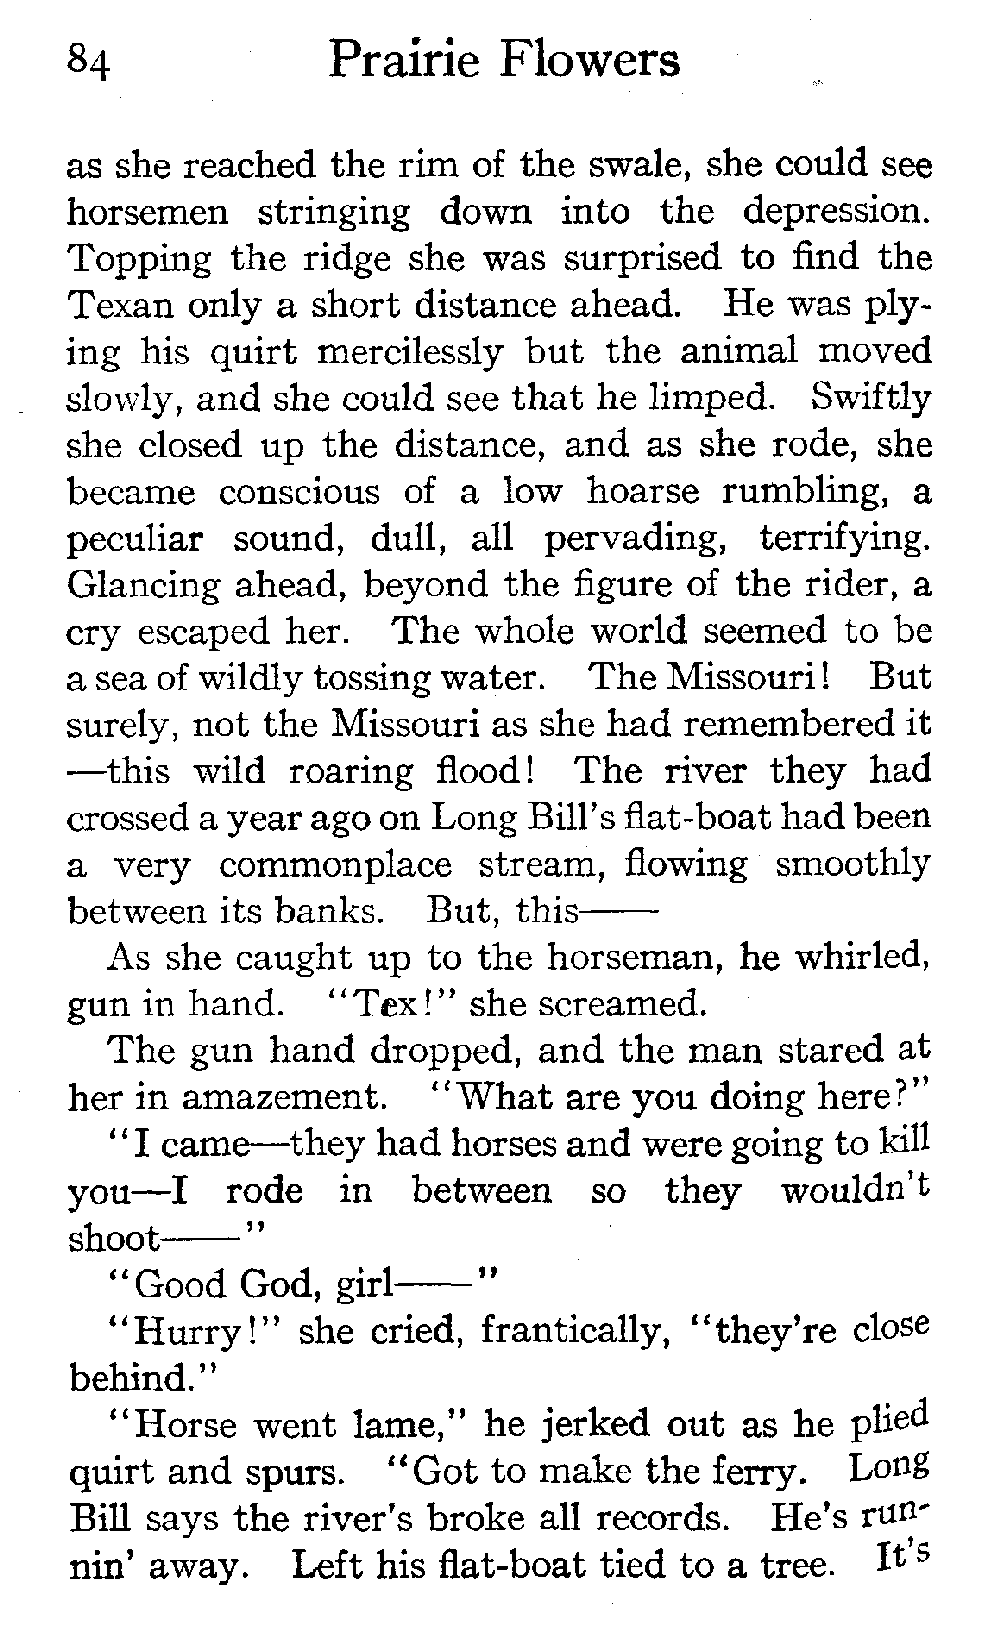 84 Prairie Flowers
as she reached the rim of the swale, she could see
horsemen stringing down into the depression.
Topping the ridge she was surprised to find the
Texan only a short distance ahead. He was ply-
ing his quirt mercilessly but the animal moved
slowly, and she could see that he limped. Swiftly
she closed up the distance, and as she rode, she
became conscious of a low hoarse rumbling, a
peculiar sound, dull, all pervading, terrifying.
Glancing ahead, beyond the figure of the rider, a
cry escaped her. The whole world seemed to be
a sea of wildly tossing water. The Missouri! But
surely, not the Missouri as she had remembered it
—this wild roaring flood! The river they had
crossed a year ago on Long Bill's flat-boat had been
a very commonplace stream, flowing smoothly
between its banks. But, this——
As she caught up to the horseman, he whirled,
gun in hand. "Tex!" she screamed.
The gun hand dropped, and the man stared at
her in amazement. "What are you doing here?"
"I came—they had horses and were going to kill
you—I rode in between so they wouldn't
shoot——"
"Good God, girl——"
"Hurry!" she cried, frantically, "they're close
behind."
"Horse went lame," he jerked out as he plied
quirt and spurs. "Got to make the ferry. Long
Bill says the river's broke all records. He's run-
nin' away. Left his flat-boat tied to a tree. It's